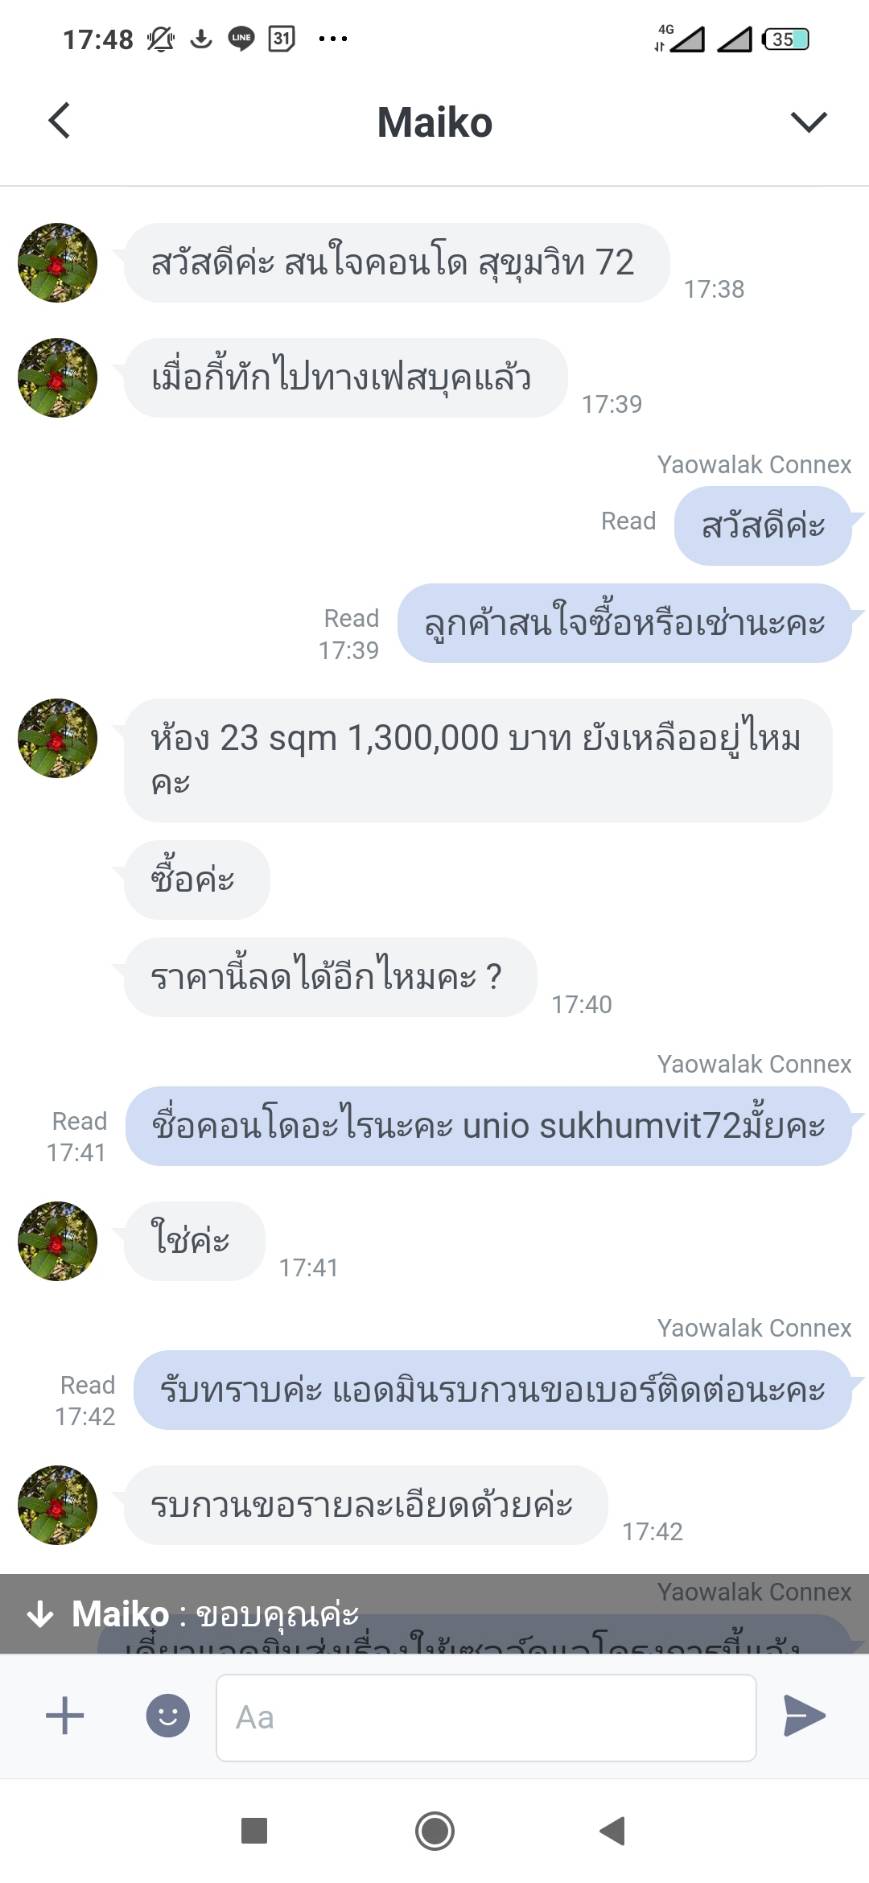 17:48
LINE
31
4G
35
Maiko
สวัสดีค่ะ สนใจคอนโด สุขุมวิท 72
17:38
เมื่อกี้ทักไปทางเฟสบุคแล้ว
17:39
Yaowalak Connex
Read
สวัสดีค่ะ
Read
17:39
ลูกค้าสนใจซื้อหรือเช่านะคะ
ห้อง 23 sqm 1,300,000 บาท ยังเหลืออยู่ไหม
คะ
ซื้อค่ะ
ราคานี้ลดได้อีกไหมคะ ?
17:40
Yaowalak Connex
Read
17:41
ชื่อคอนโดอะไรนะคะ unio sukhumvit72มั้ยคะ
ใช่ค่ะ
17:41
Yaowalak Connex
Read
17:42
รับทราบค่ะ แอดมินรบกวนขอเบอร์ติดต่อนะคะ
รบกวนขอรายละเอียดด้วยค่ะ
17:42
Yaowalak Connex
Maiko : ขอบคุณค่ะ
Aa